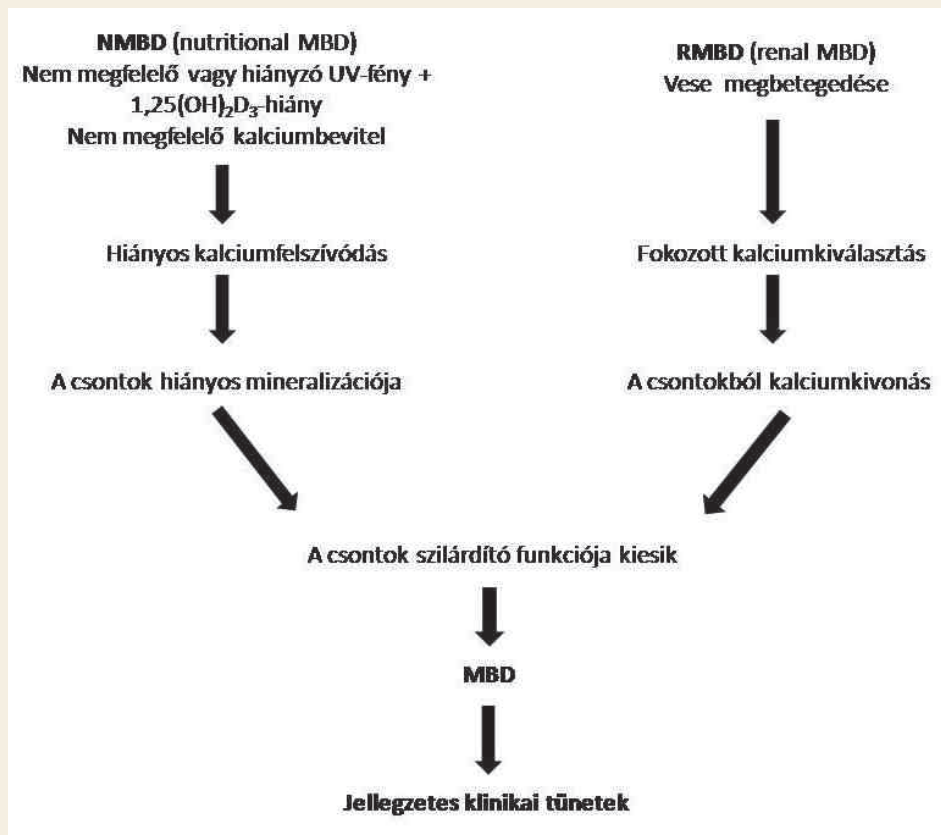 NMBD (nutritional MBD)
Nem megfelelő vagy hiányzó UV-fény +
1,25(OH)₂D₃-hiány
Nem megfelelő kalciumbevitel
RMBD (renal MBD)
Vese megbetegedése
Hiányos kalciumfelszívódás
Fokozott kalciumkiválasztás
A csontok hiányos mineralizációja
A csontokból kalciumkivonás
A csontok szilárdító funkciója kiesik
MBD
Jellegzetes klinikai tünetek